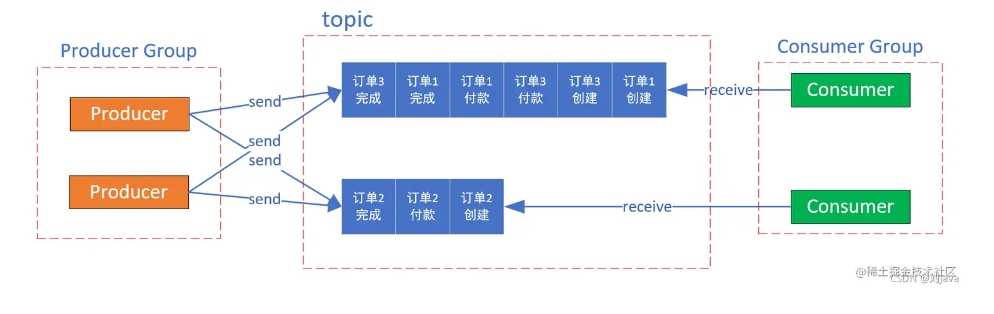 topic
Producer Group
Consumer Group
Producer
send
订单3 订单1 订单1 订单3 订单3 订单1
完成 完成 付款 付款 创建 创建
receive
Consumer
send
send
Producer
send
订单2 订单2 订单2
完成 付款 创建
receive
Consumer
@稀土掘金技术社区
CSDN @刘Java